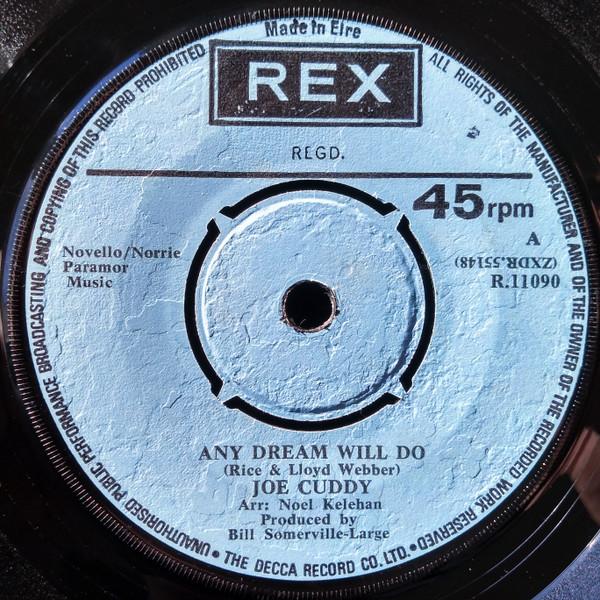 Made in Eire
REX
REGD.
45 rpm
A
(ZXDR.55148)
R.11090
Novello/Norrie
Paramor
Music
ANY DREAM WILL DO
(Rice & Lloyd Webber)
JOE CUDDY
Arr: Noel Kelehan
Produced by
Bill Somerville-Large
ALL RIGHTS OF THE MANUFACTURER AND OF THE OWNER OF THE RECORDED WORK RESERVED • THE DECCA RECORD CO. LTD. • UNAUTHORISED PUBLIC PERFORMANCE BROADCASTING AND COPYING OF THIS RECORD PROHIBITED